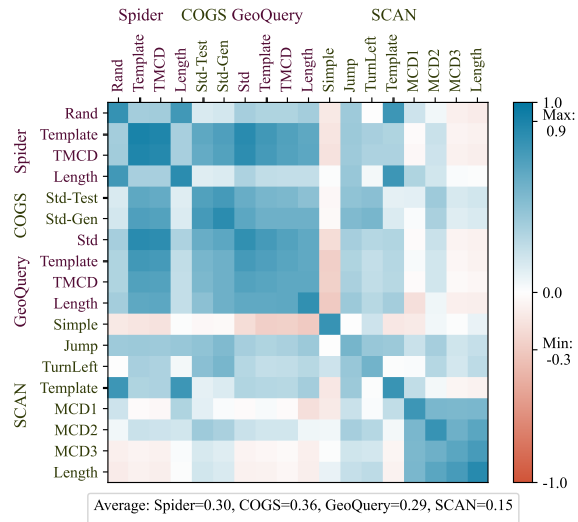 Spider COGS GeoQuery SCAN
Rand Template TMCD Length Std-Test Std-Gen Std Template TMCD Length Simple Jump TurnLeft Template MCD1 MCD2 MCD3 Length
Spider
Rand
Template
TMCD
Length
COGS
Std-Test
Std-Gen
GeoQuery
Std
Template
TMCD
Length
SCAN
Simple
Jump
TurnLeft
Template
MCD1
MCD2
MCD3
Length
1.0
Max:
0.9
0.0
Min:
-0.3
-1.0
Average: Spider=0.30, COGS=0.36, GeoQuery=0.29, SCAN=0.15